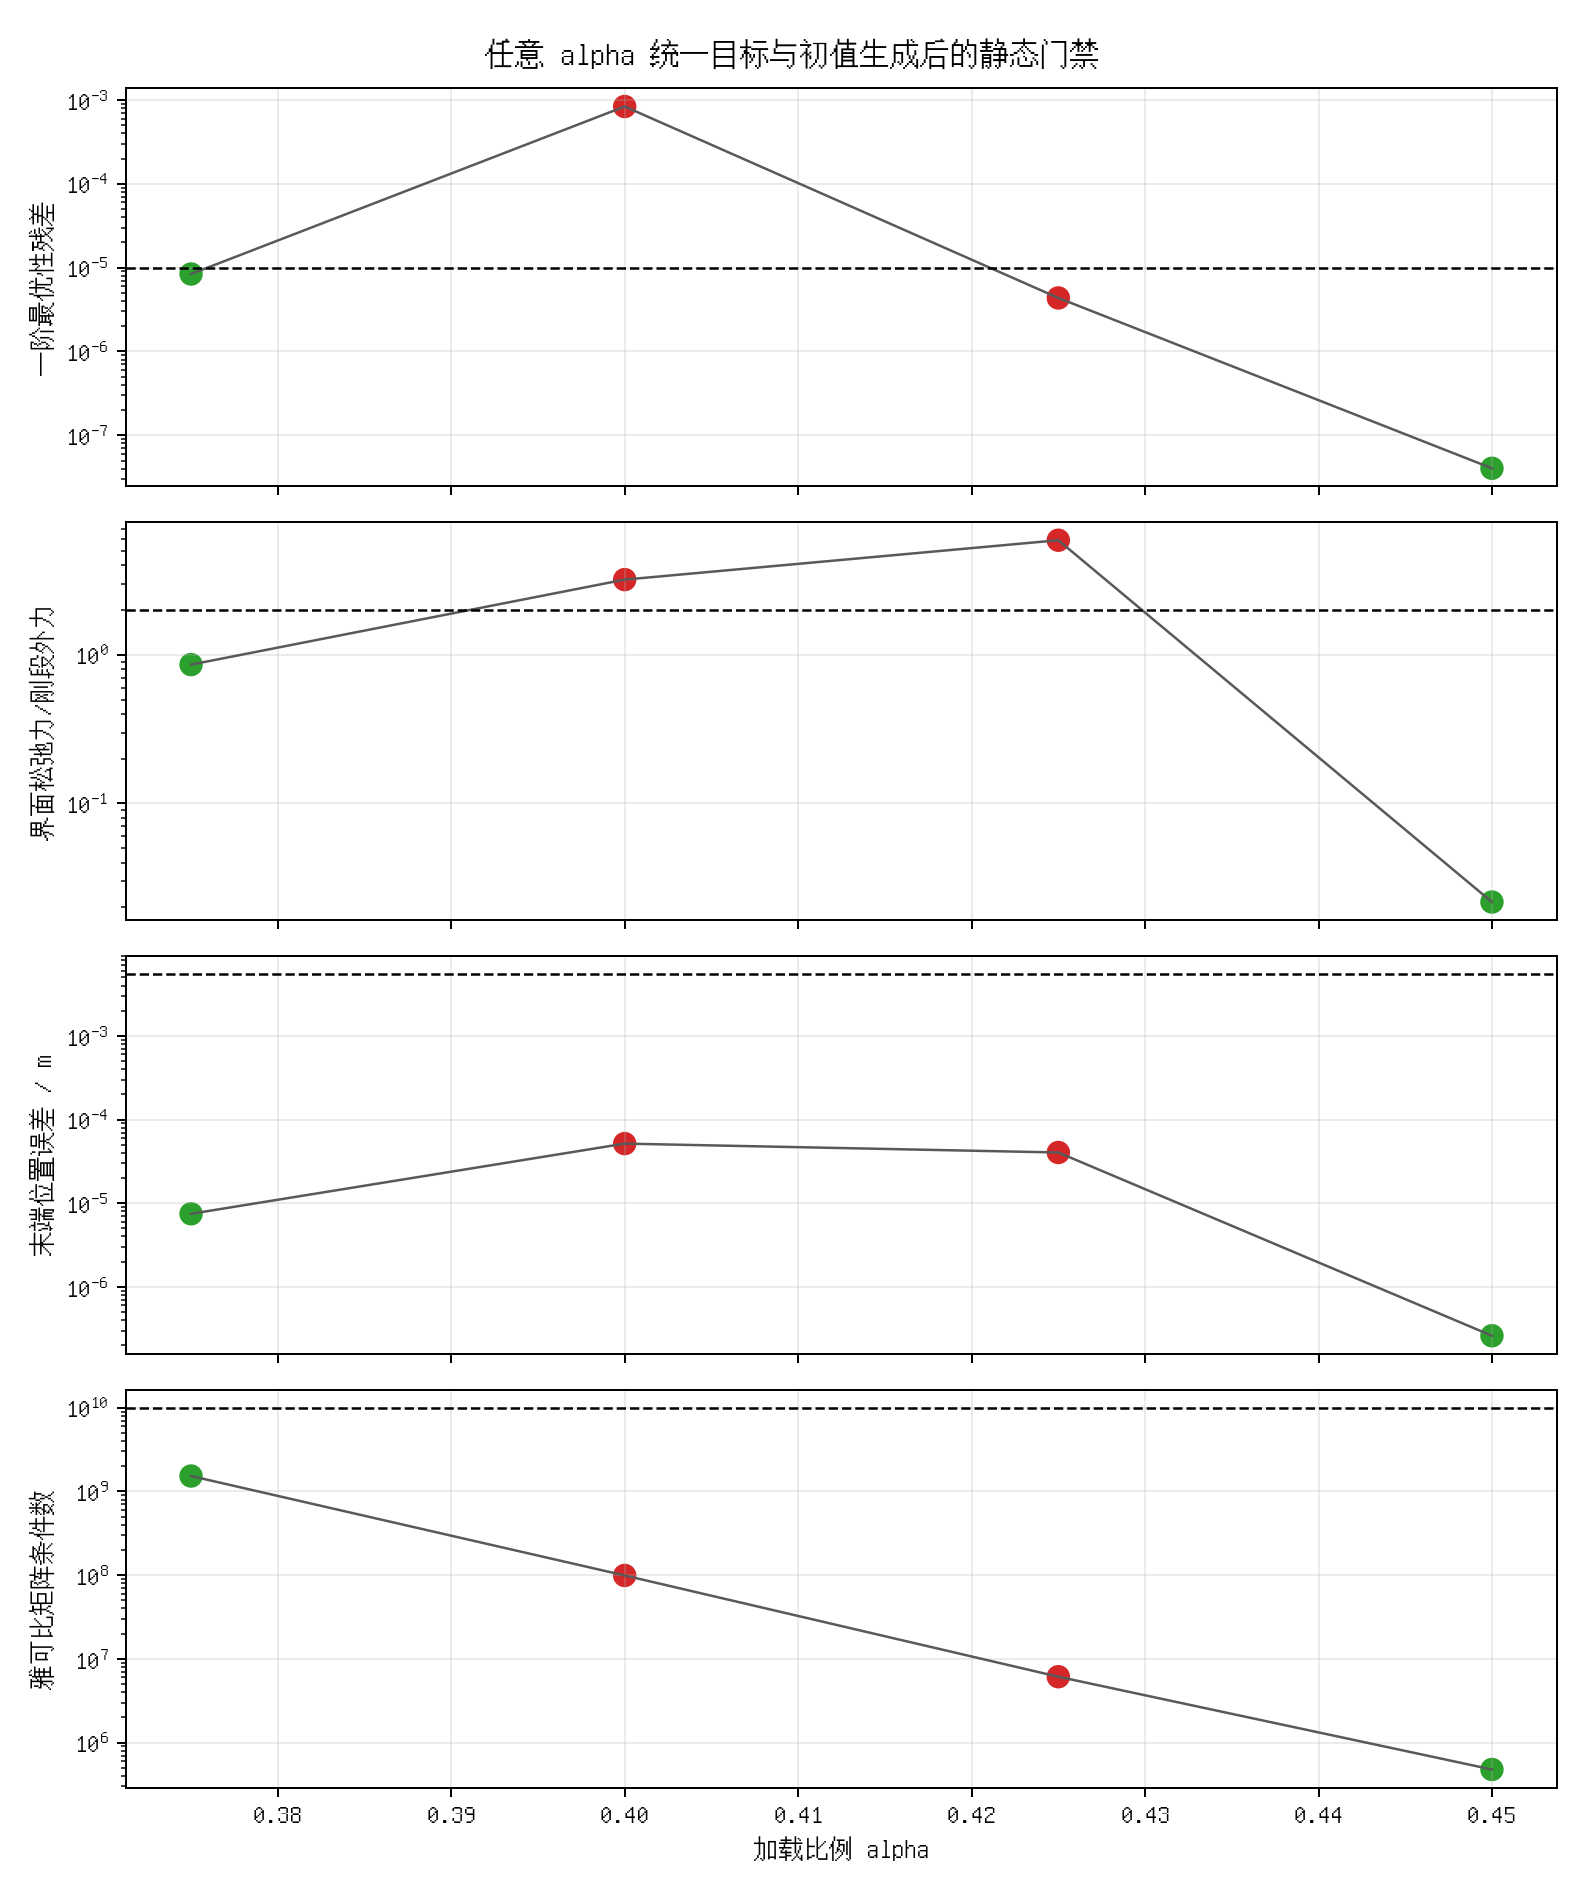 任意 alpha 统一目标与初值生成后的静态门禁
一阶最优性残差
10⁻³
10⁻⁴
10⁻⁵
10⁻⁶
10⁻⁷
界面松弛力/刚段外力
10⁰
10⁻¹
末端位置误差 / m
10⁻³
10⁻⁴
10⁻⁵
10⁻⁶
雅可比矩阵条件数
10¹⁰
10⁹
10⁸
10⁷
10⁶
0.38 0.39 0.40 0.41 0.42 0.43 0.44 0.45
加载比例 alpha